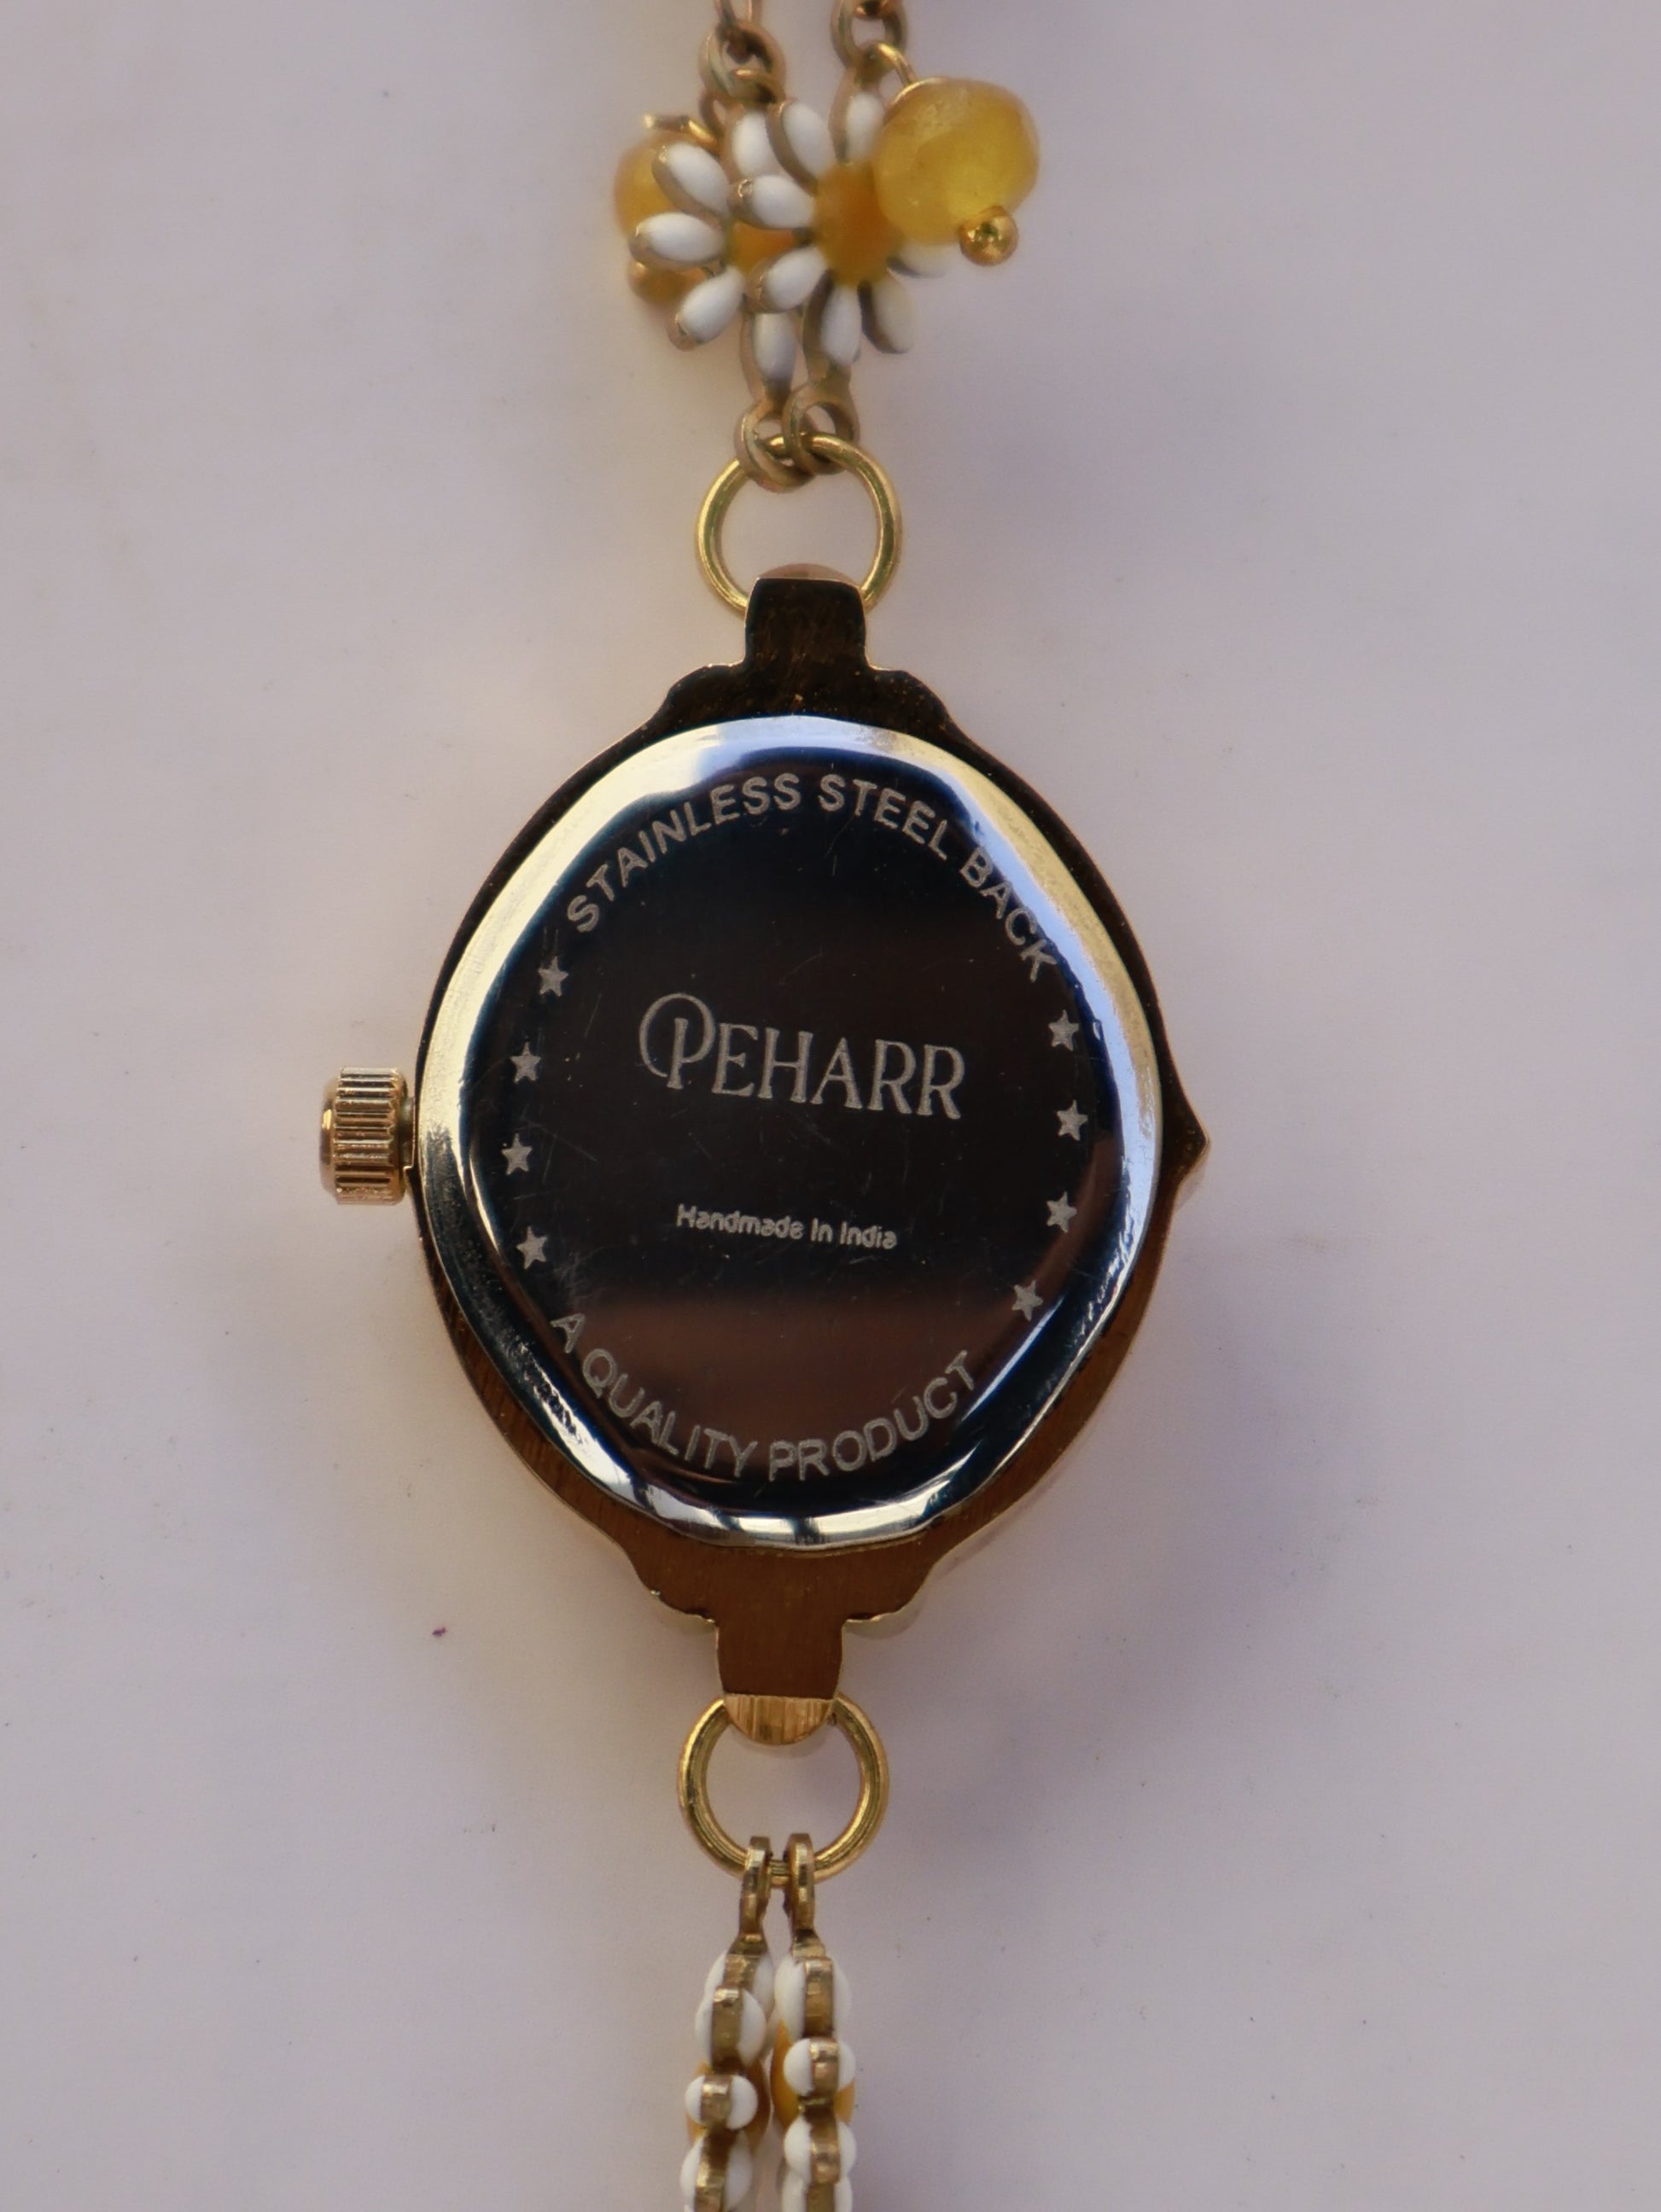 STAINLESS STEEL BACK
PEHARR
Handmade In India
A QUALITY PRODUCT